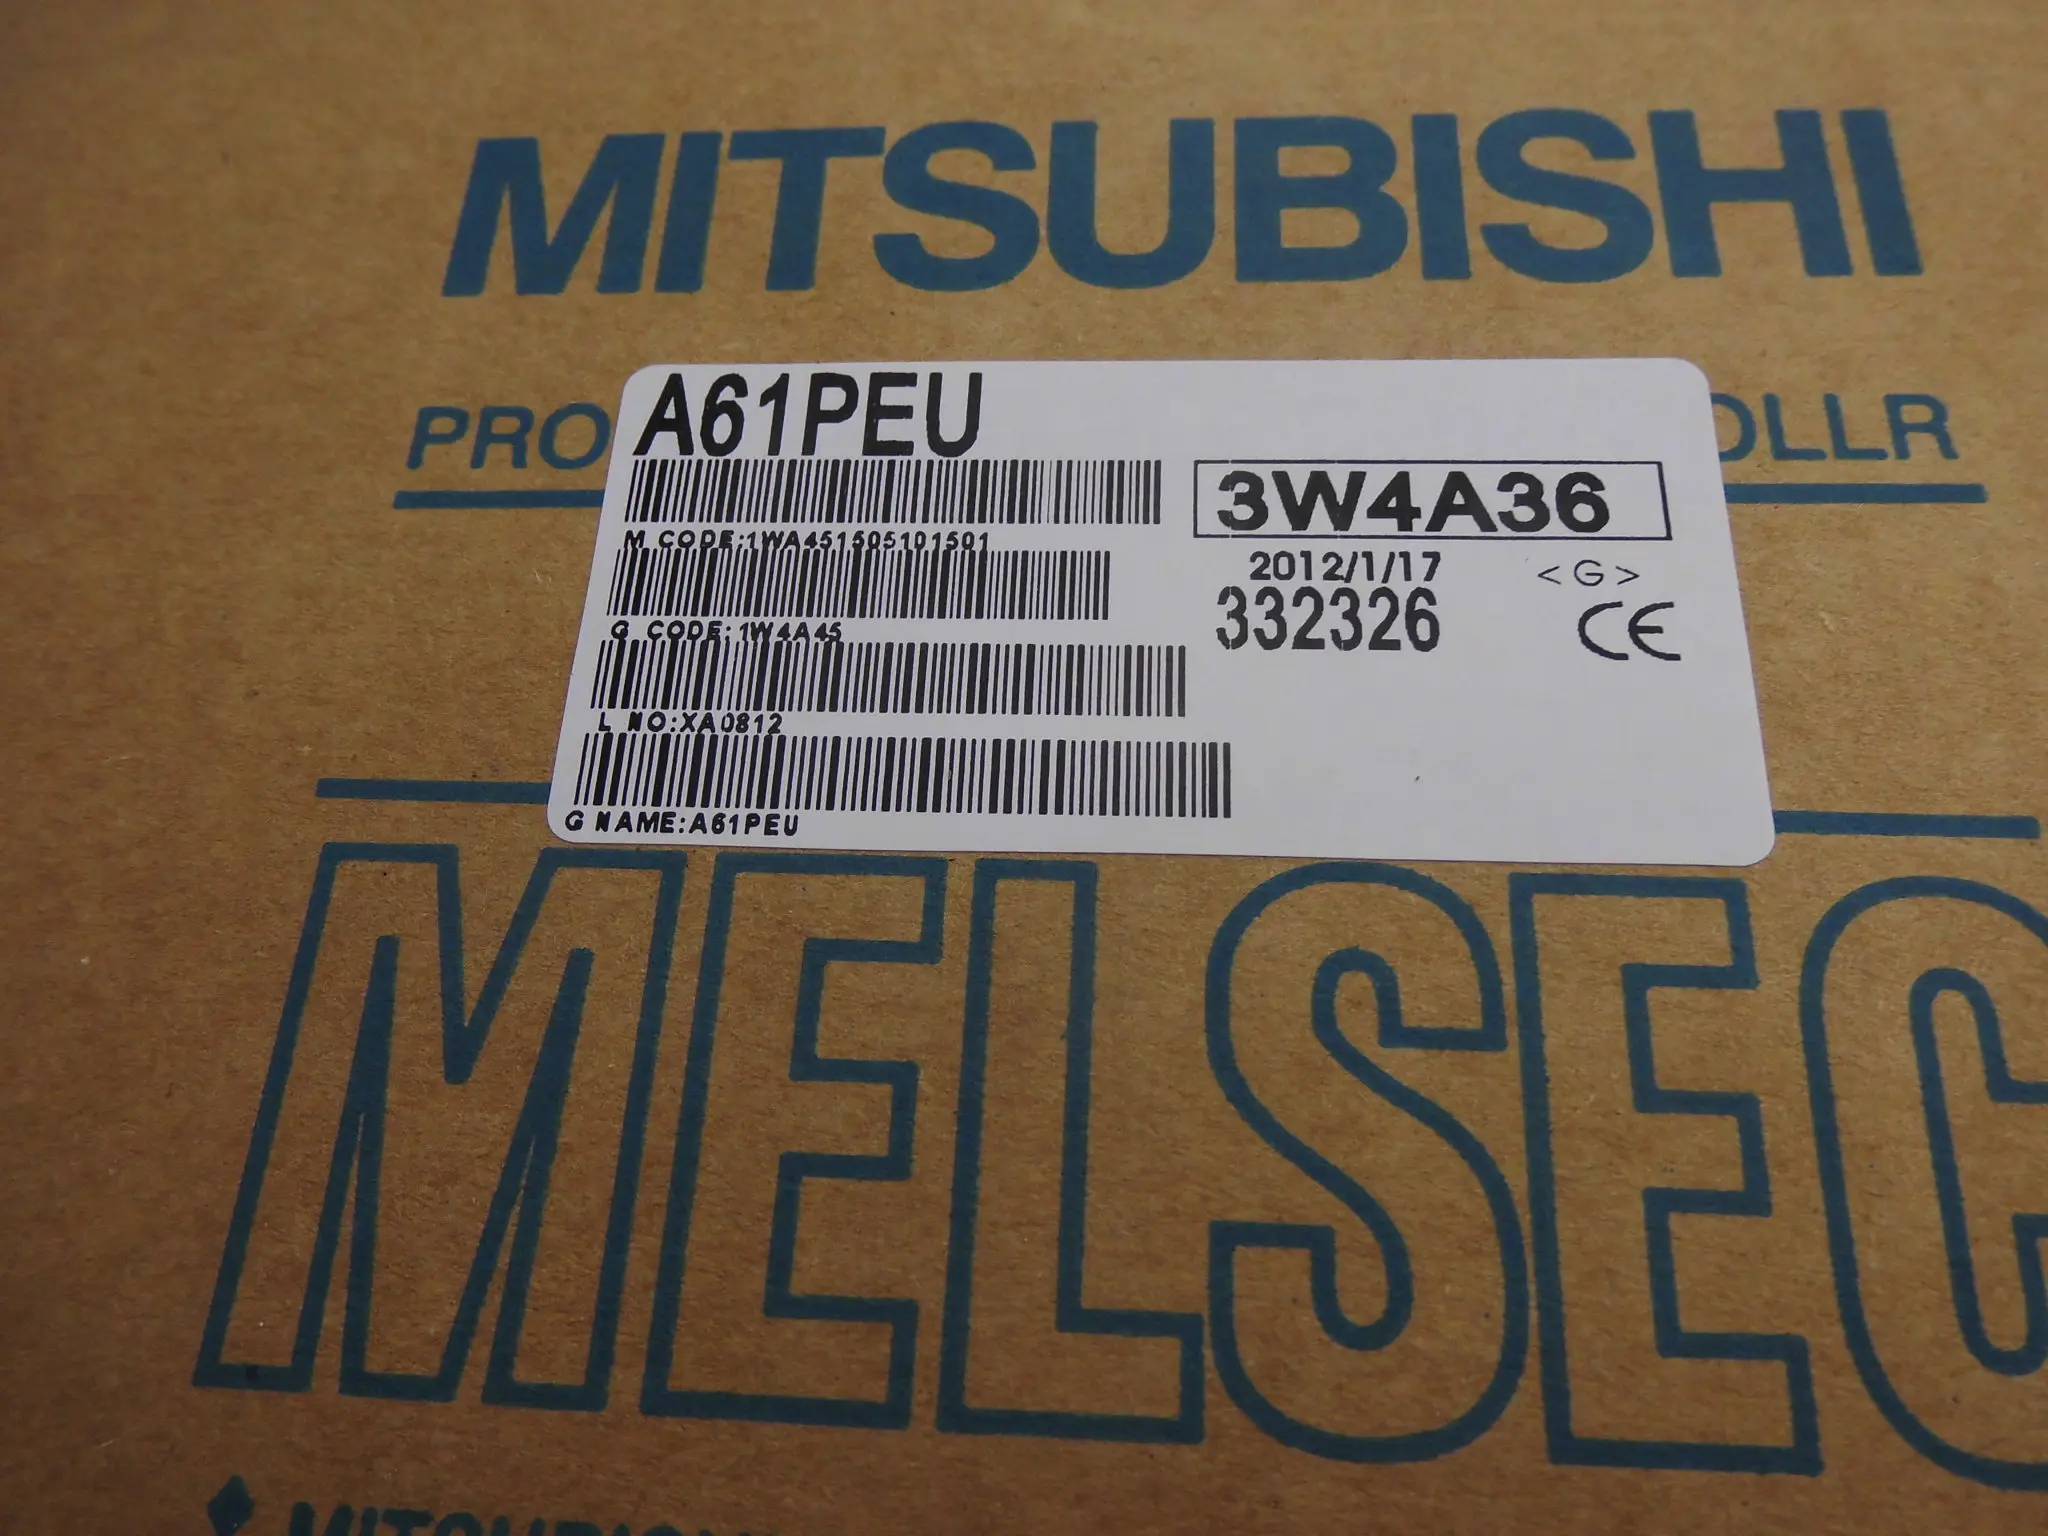 MITSUBISHI
PRO OLLR
A61PEU
3W4A36
M CODE:1WA451505101501
2012/1/17 <G>
332326 CE
G CODE:1W4A45
L NO:XA0812
G NAME:A61PEU
MELSEC
MITSUBISHI